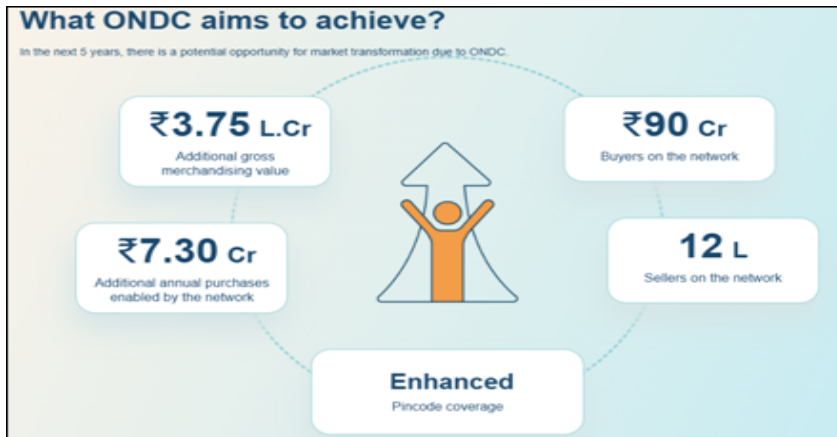 What ONDC aims to achieve?
In the next 5 years, there is a potential opportunity for market transformation due to ONDC.
₹3.75 L.Cr
Additional gross
merchandising value
₹90 Cr
Buyers on the network
₹7.30 Cr
Additional annual purchases
enabled by the network
12 L
Sellers on the network
Enhanced
Pincode coverage